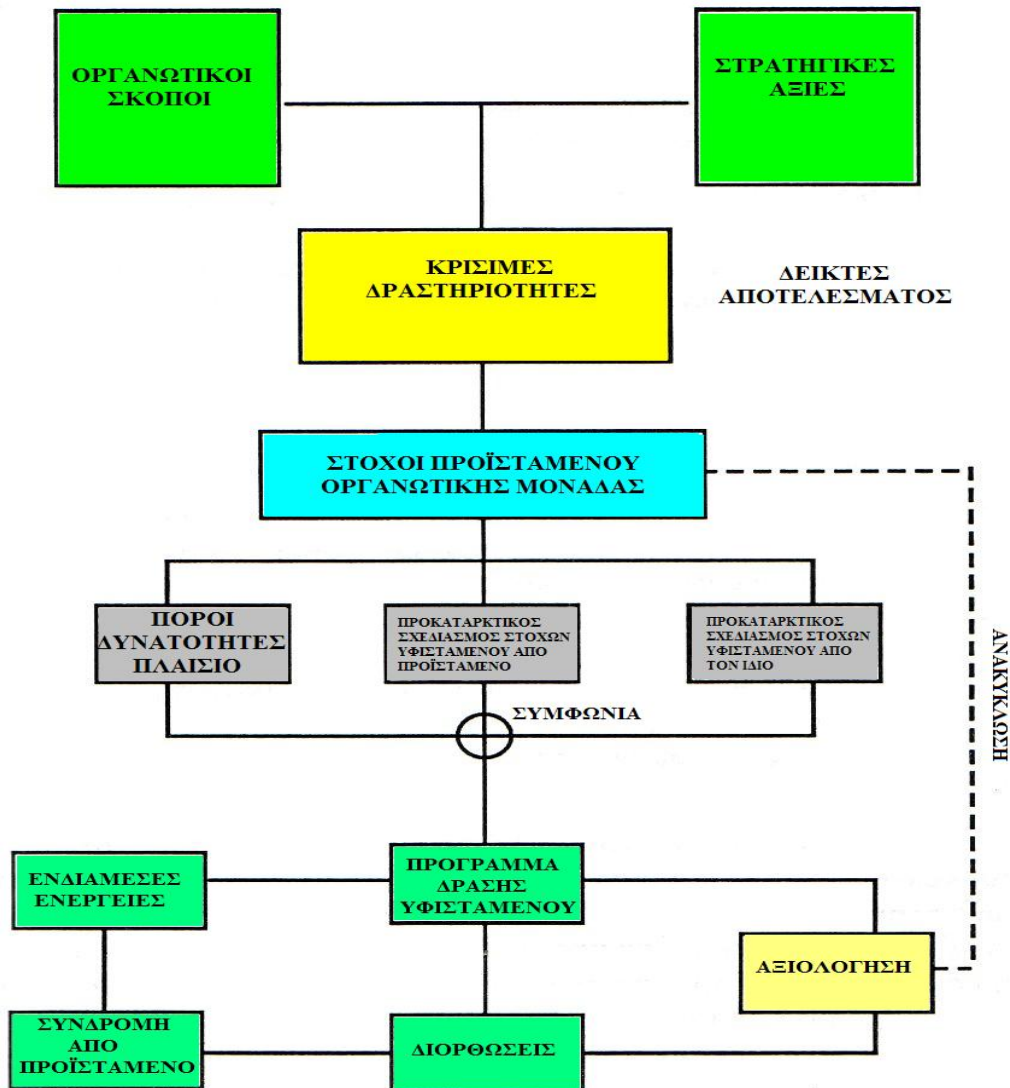 ΟΡΓΑΝΩΤΙΚΟΙ
ΣΚΟΠΟΙ
ΣΤΡΑΤΗΓΙΚΕΣ
ΑΞΙΕΣ
ΚΡΙΣΙΜΕΣ
ΔΡΑΣΤΗΡΙΟΤΗΤΕΣ
ΔΕΙΚΤΕΣ
ΑΠΟΤΕΛΕΣΜΑΤΟΣ
ΣΤΟΧΟΙ ΠΡΟΪΣΤΑΜΕΝΟΥ
ΟΡΓΑΝΩΤΙΚΗΣ ΜΟΝΑΔΑΣ
ΠΟΡΟΙ
ΔΥΝΑΤΟΤΗΤΕΣ
ΠΛΑΙΣΙΟ
ΠΡΟΚΑΤΑΡΚΤΙΚΟΣ
ΣΧΕΔΙΑΣΜΟΣ ΣΤΟΧΩΝ
ΥΦΙΣΤΑΜΕΝΟΥ ΑΠΟ
ΠΡΟΪΣΤΑΜΕΝΟ
ΠΡΟΚΑΤΑΡΚΤΙΚΟΣ
ΣΧΕΔΙΑΣΜΟΣ ΣΤΟΧΩΝ
ΥΦΙΣΤΑΜΕΝΟΥ ΑΠΟ
ΤΟΝ ΙΔΙΟ
ΑΝΑΚΥΚΛΩΣΗ
ΣΥΜΦΩΝΙΑ
ΕΝΔΙΑΜΕΣΕΣ
ΕΝΕΡΓΕΙΕΣ
ΠΡΟΓΡΑΜΜΑ
ΔΡΑΣΗΣ
ΥΦΙΣΤΑΜΕΝΟΥ
ΑΞΙΟΛΟΓΗΣΗ
ΣΥΝΔΡΟΜΗ
ΑΠΟ
ΠΡΟΪΣΤΑΜΕΝΟ
ΔΙΟΡΘΩΣΕΙΣ